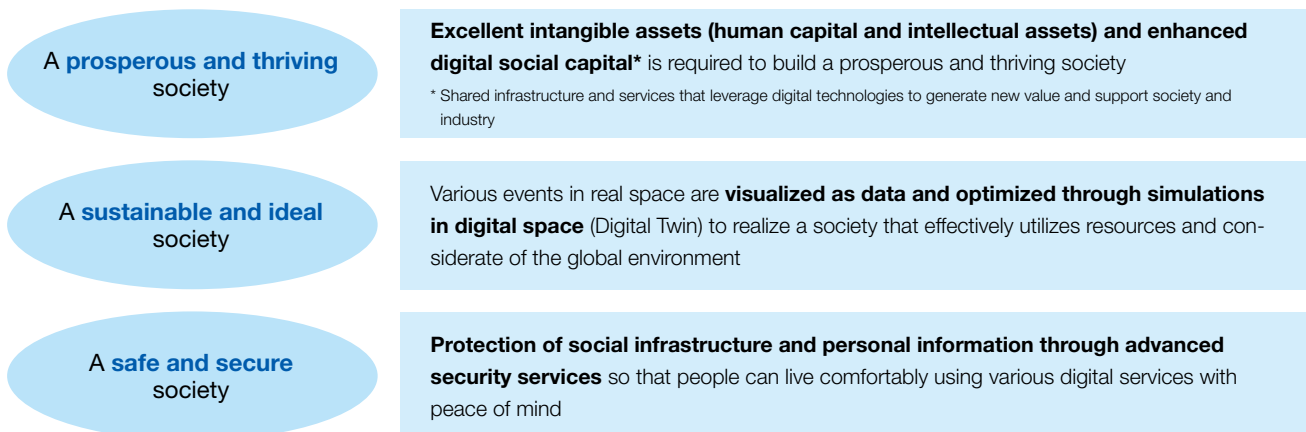 A prosperous and thriving
society
Excellent intangible assets (human capital and intellectual assets) and enhanced
digital social capital* is required to build a prosperous and thriving society
* Shared infrastructure and services that leverage digital technologies to generate new value and support society and
industry
A sustainable and ideal
society
Various events in real space are visualized as data and optimized through simulations
in digital space (Digital Twin) to realize a society that effectively utilizes resources and con-
siderate of the global environment
A safe and secure
society
Protection of social infrastructure and personal information through advanced
security services so that people can live comfortably using various digital services with
peace of mind